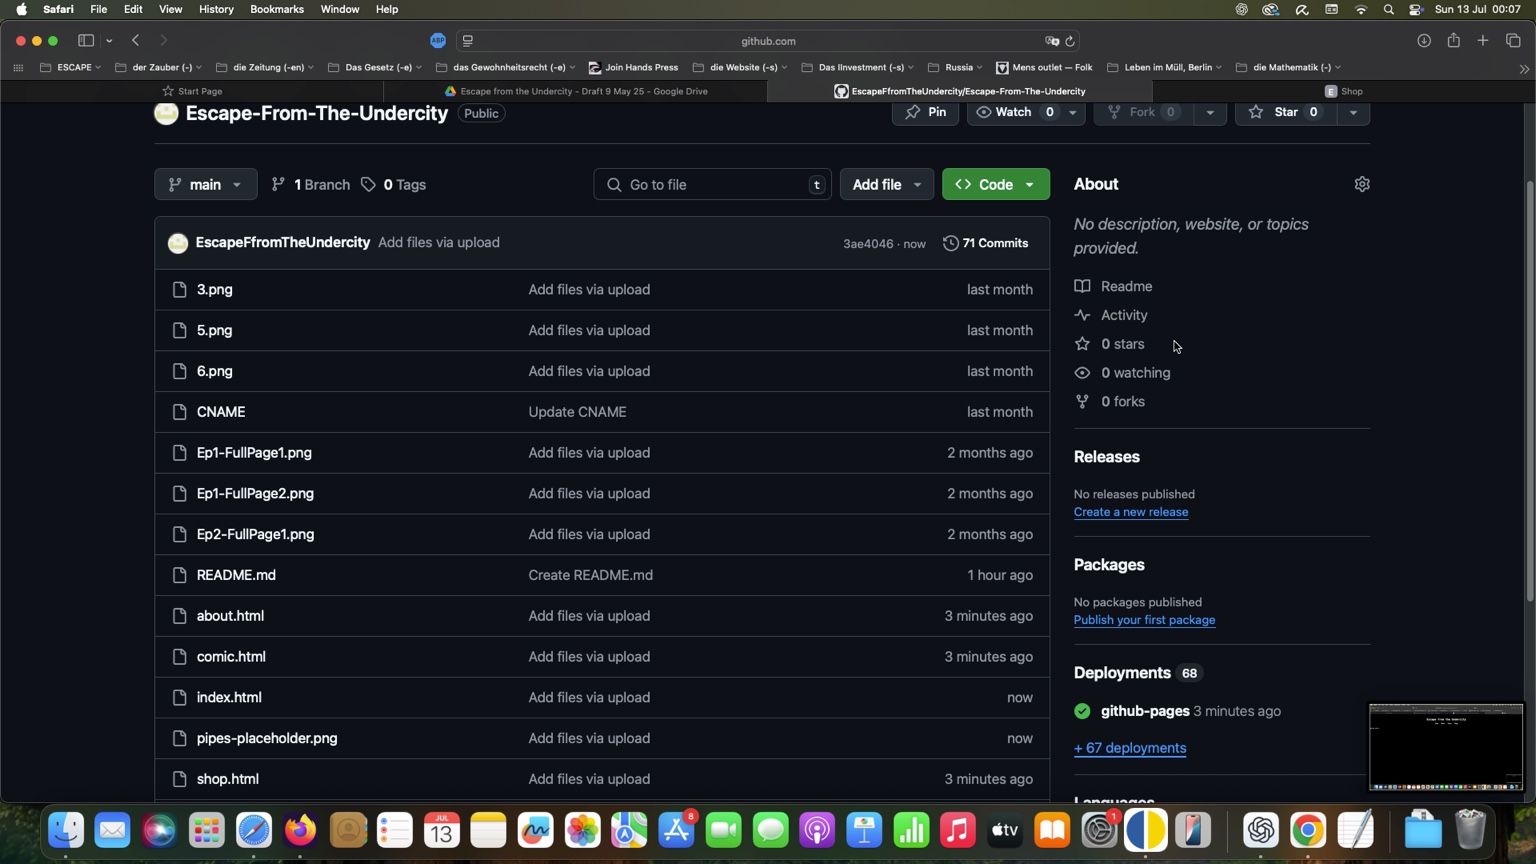 Safari File Edit View History Bookmarks Window Help Sun 13 Jul 00:07
ABP github.com
ESCAPE der Zauber (-) die Zeitung (-en) Das Gesetz (-e) das Gewohnheitsrecht (-e) Join Hands Press die Website (-s) Das IInvestment (-s) Russia Mens outlet — Folk Leben im Müll, Berlin die Mathematik (-)
Start Page Escape from the Undercity - Draft 9 May 25 - Google Drive EscapeFfromTheUndercity/Escape-From-The-Undercity E Shop
Escape-From-The-Undercity Public Pin Watch 0 Fork 0 Star 0
main 1 Branch 0 Tags Go to file t Add file Code
About
No description, website, or topics
provided.
EscapeFfromTheUndercity Add files via upload 3ae4046 · now 71 Commits
3.png Add files via upload last month
5.png Add files via upload last month
6.png Add files via upload last month
CNAME Update CNAME last month
Ep1-FullPage1.png Add files via upload 2 months ago
Ep1-FullPage2.png Add files via upload 2 months ago
Ep2-FullPage1.png Add files via upload 2 months ago
README.md Create README.md 1 hour ago
about.html Add files via upload 3 minutes ago
comic.html Add files via upload 3 minutes ago
index.html Add files via upload now
pipes-placeholder.png Add files via upload now
shop.html Add files via upload 3 minutes ago
Readme
Activity
0 stars
0 watching
0 forks
Releases
No releases published
Create a new release
Packages
No packages published
Publish your first package
Deployments 68
github-pages 3 minutes ago
+ 67 deployments
Languages
Escape from the Undercity
JUL
13
8
tv
1